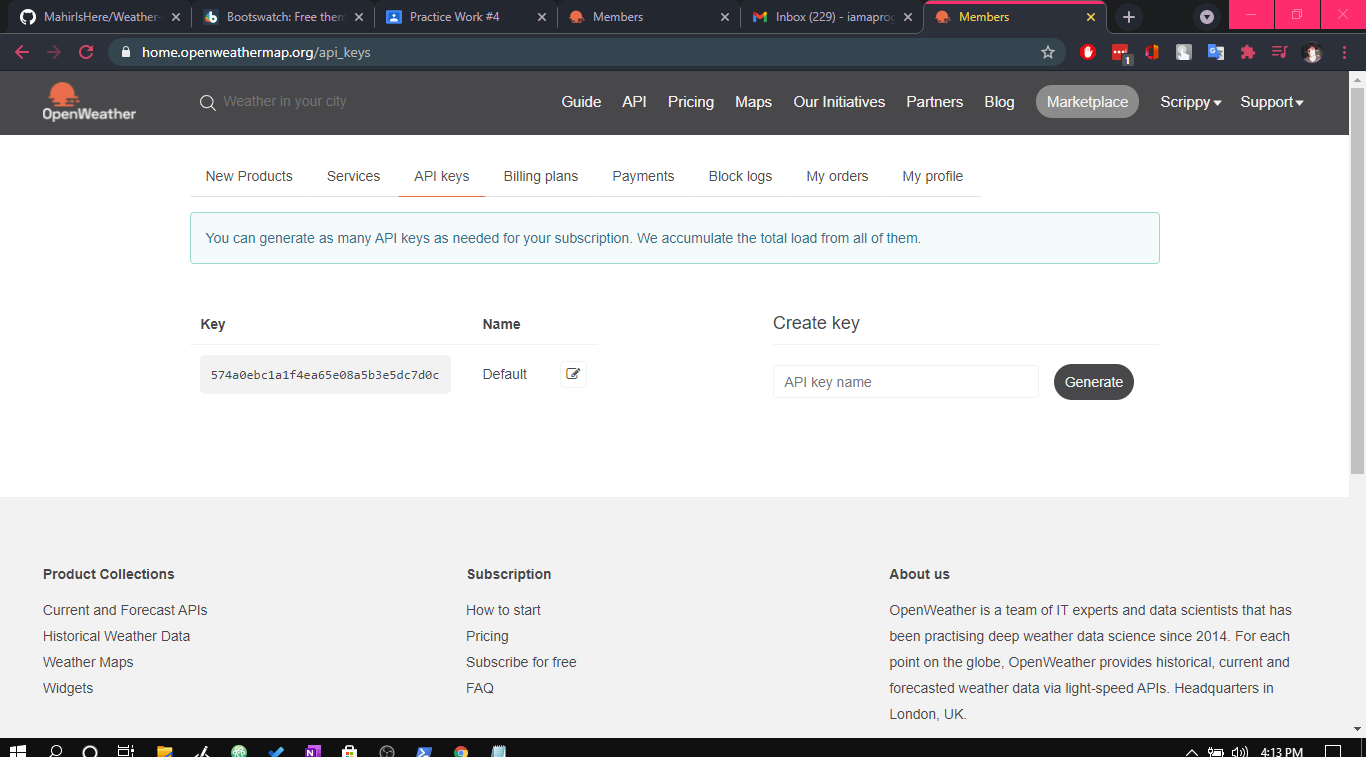 MahirIsHere/Weather-
Bootswatch: Free them
Practice Work #4
Members
Inbox (229) - iamaprog
Members
home.openweathermap.org/api_keys
1
OpenWeather
Weather in your city
Guide API Pricing Maps Our Initiatives Partners Blog Marketplace Scrippy Support
New Products Services API keys Billing plans Payments Block logs My orders My profile
You can generate as many API keys as needed for your subscription. We accumulate the total load from all of them.
Key Name
Create key
574a0ebc1a1f4ea65e08a5b3e5dc7d0c Default
API key name Generate
Product Collections
Current and Forecast APIs
Historical Weather Data
Weather Maps
Widgets
Subscription
How to start
Pricing
Subscribe for free
FAQ
About us
OpenWeather is a team of IT experts and data scientists that has
been practising deep weather data science since 2014. For each
point on the globe, OpenWeather provides historical, current and
forecasted weather data via light-speed APIs. Headquarters in
London, UK.
4:13 PM